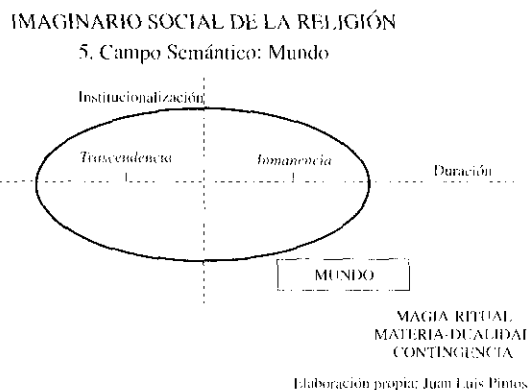 IMAGINARIO SOCIAL DE LA RELIGIÓN
5. Campo Semántico: Mundo
Institucionalización
Trascendencia Inmanencia
Duración
MUNDO
MAGIA RITUAL
MATERIA-DUALIDAD
CONTINGENCIA
Elaboración propia: Juan Luis Pintos